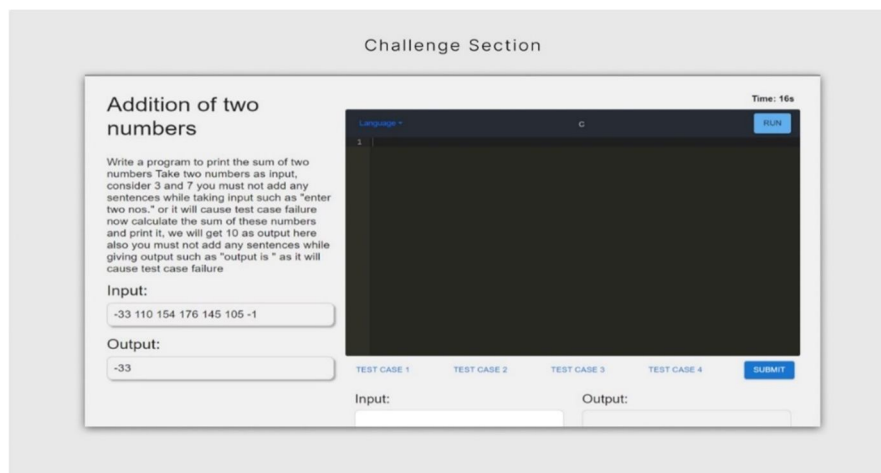 Challenge Section
Addition of two
numbers
Write a program to print the sum of two
numbers Take two numbers as input,
consider 3 and 7 you must not add any
sentences while taking input such as "enter
two nos." or it will cause test case failure
now calculate the sum of these numbers
and print it, we will get 10 as output here
also you must not add any sentences while
giving output such as "output is " as it will
cause test case failure
Input:
-33 110 154 176 145 105 -1
Output:
-33
Time: 16s
Language
C
RUN
1
TEST CASE 1 TEST CASE 2 TEST CASE 3 TEST CASE 4 SUBMIT
Input: Output: